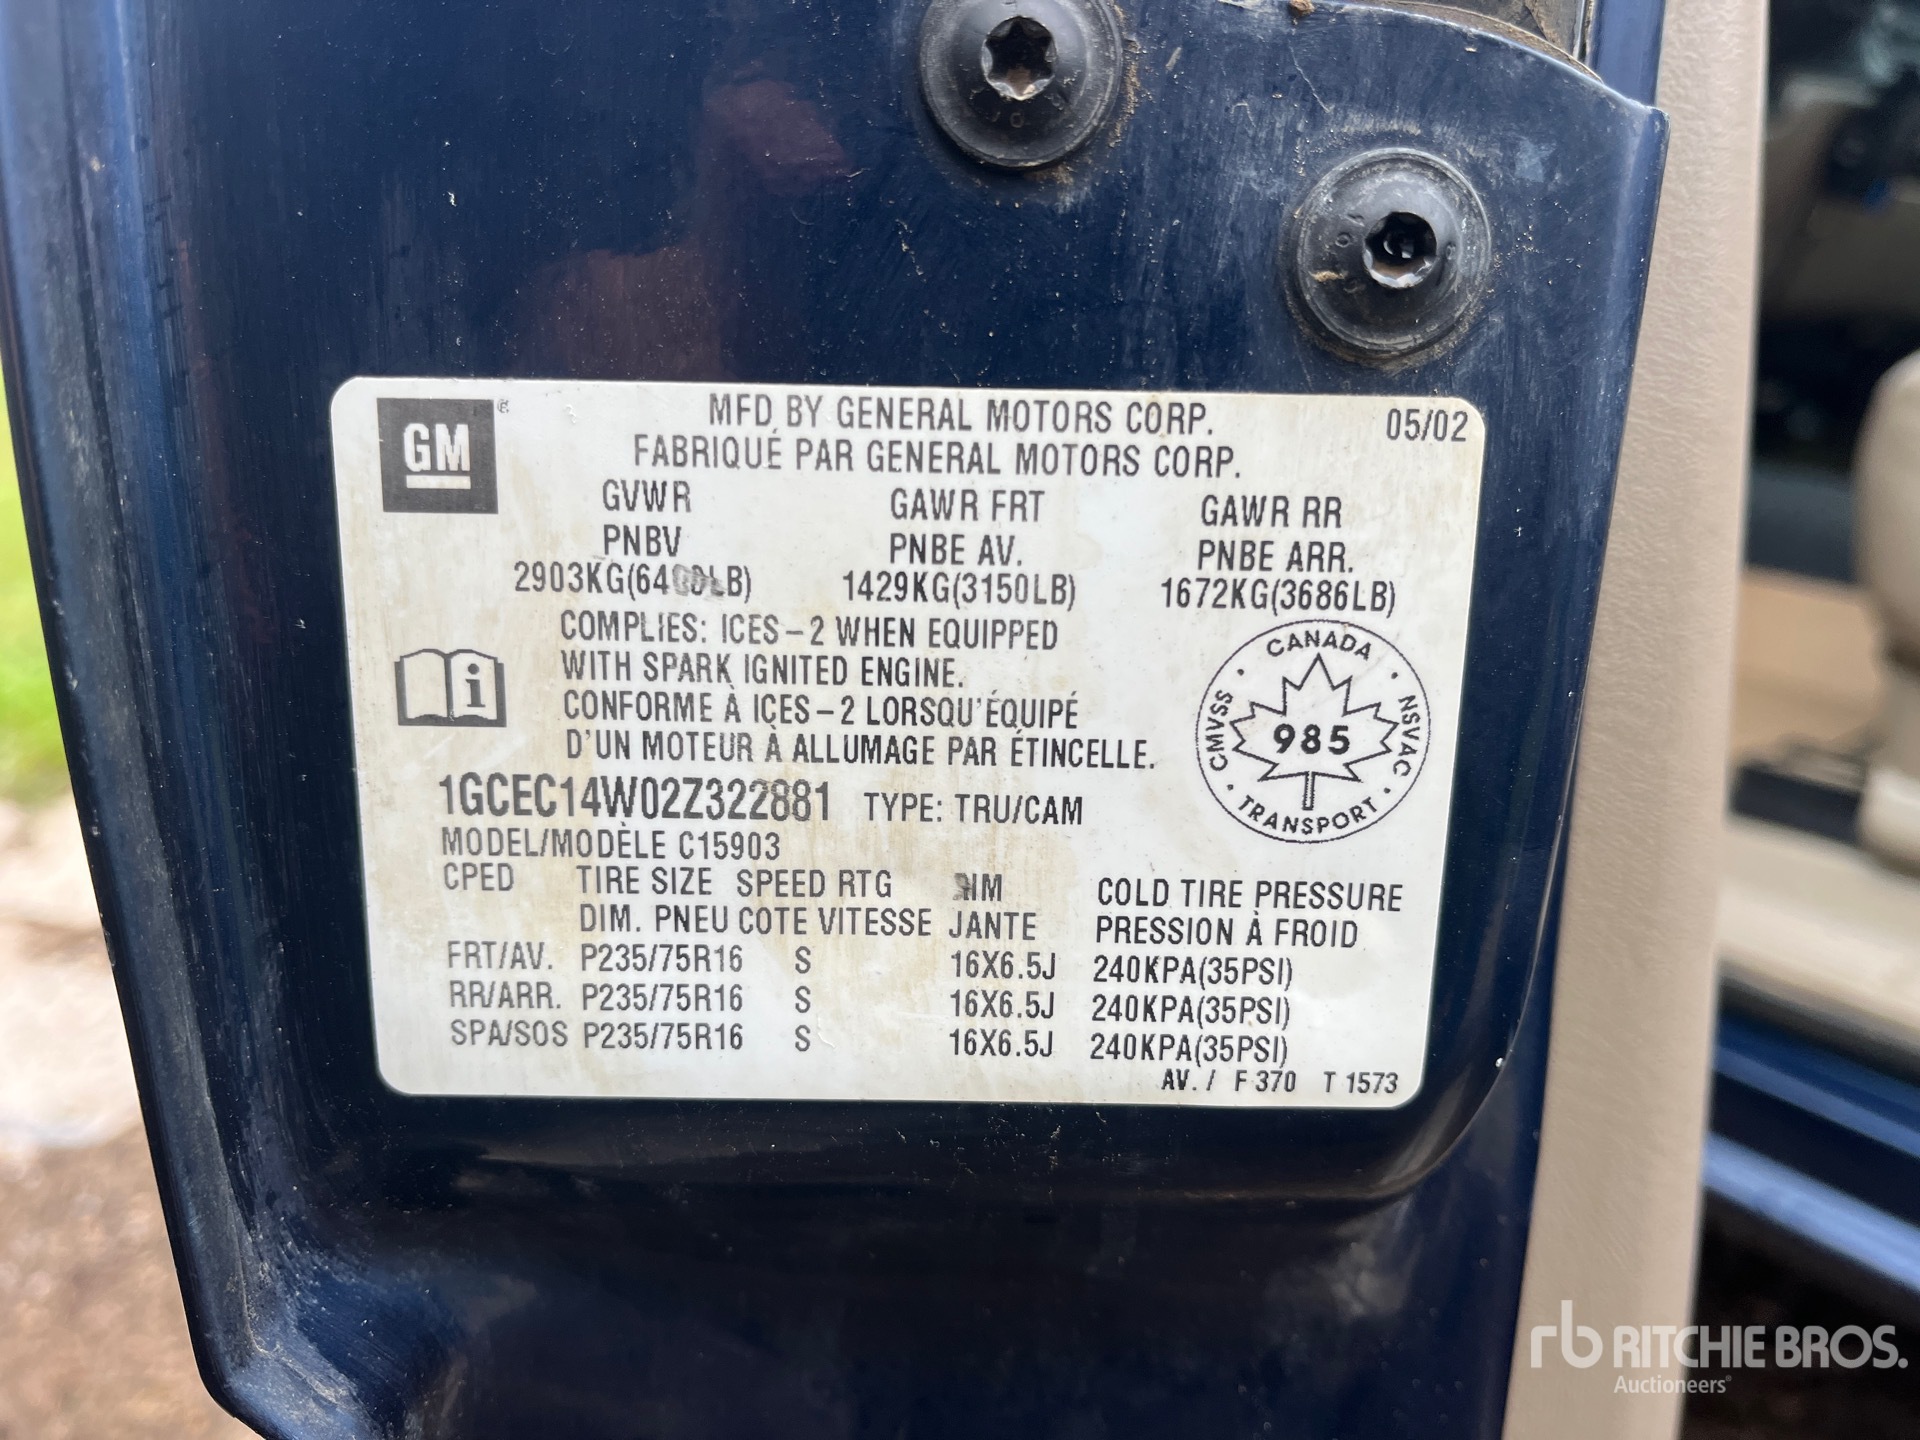 GM ®
MFD BY GENERAL MOTORS CORP. 05/02
FABRIQUÉ PAR GENERAL MOTORS CORP.
GVWR GAWR FRT GAWR RR
PNBV PNBE AV. PNBE ARR.
2903KG(6400LB) 1429KG(3150LB) 1672KG(3686LB)
COMPLIES: ICES-2 WHEN EQUIPPED
WITH SPARK IGNITED ENGINE.
CONFORME À ICES-2 LORSQU'ÉQUIPÉ
D'UN MOTEUR À ALLUMAGE PAR ÉTINCELLE.
CANADA · NSVAC · TRANSPORT · CMVSS ·
985
1GCEC14W02Z322881 TYPE: TRU/CAM
MODEL/MODÈLE C15903
CPED TIRE SIZE SPEED RTG COLD TIRE PRESSURE
DIM. PNEU COTE VITESSE JANTE PRESSION À FROID
FRT/AV. P235/75R16 S 16X6.5J 240KPA(35PSI)
RR/ARR. P235/75R16 S 16X6.5J 240KPA(35PSI)
SPA/SOS P235/75R16 S 16X6.5J 240KPA(35PSI)
AV. / F 370 T 1573
rb RITCHIE BROS.
Auctioneers